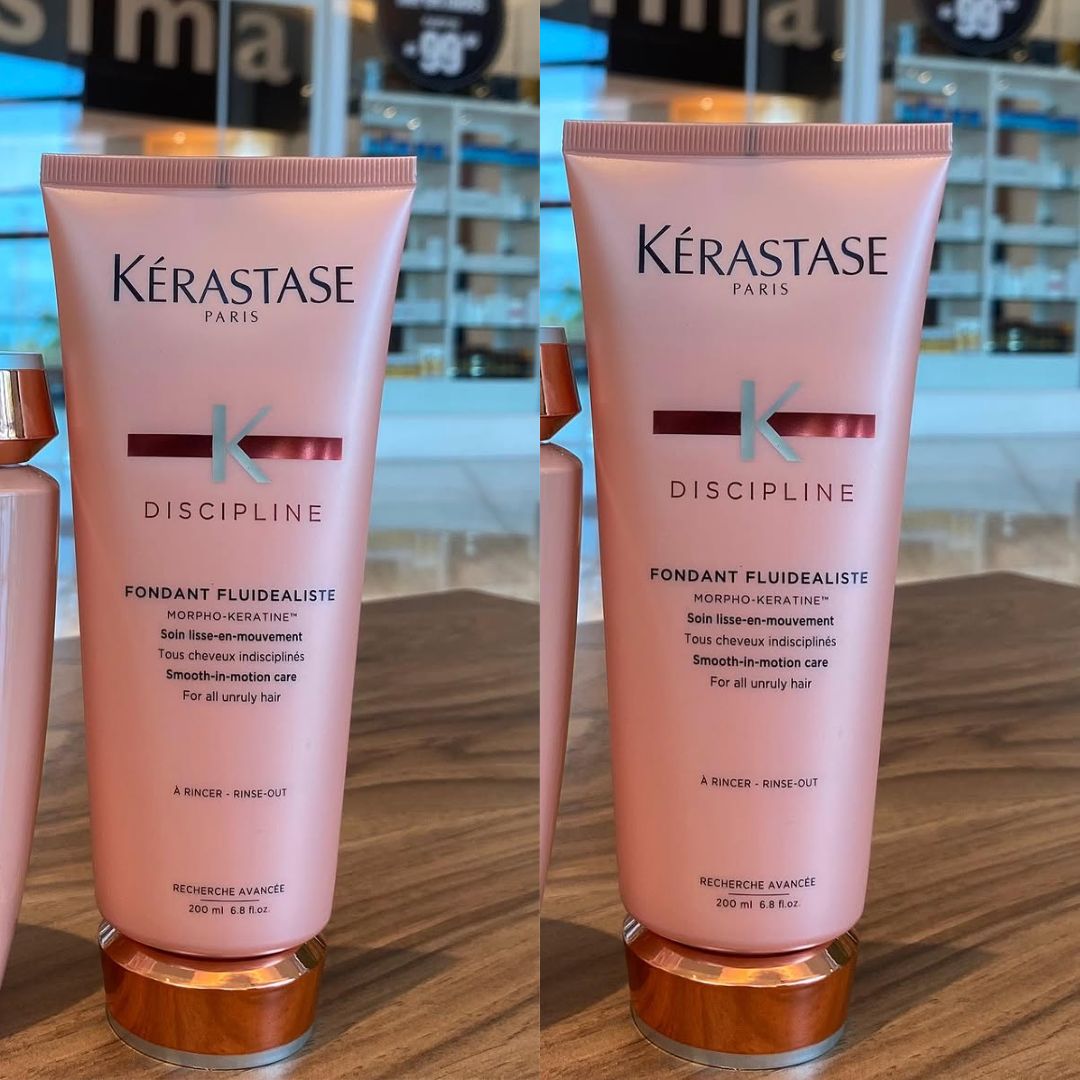 sima
99
KÉRASTASE
PARIS
K
DISCIPLINE
FONDANT FLUIDEALISTE
MORPHO-KERATINE™
Soin lisse-en-mouvement
Tous cheveux indisciplinés
Smooth-in-motion care
For all unruly hair
À RINCER - RINSE-OUT
RECHERCHE AVANCÉE
200 ml 6.8 fl.oz.
99
KÉRASTASE
PARIS
K
DISCIPLINE
FONDANT FLUIDEALISTE
MORPHO-KERATINE™
Soin lisse-en-mouvement
Tous cheveux indisciplinés
Smooth-in-motion care
For all unruly hair
À RINCER - RINSE-OUT
RECHERCHE AVANCÉE
200 ml 6.8 fl.oz.